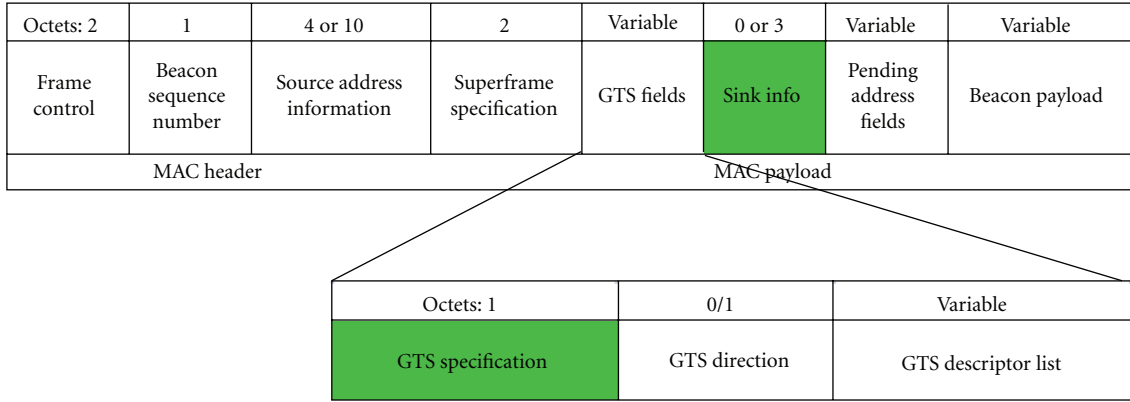 Octets: 2 1 4 or 10 2 Variable 0 or 3 Variable Variable
Frame control
Beacon sequence number
Source address information
Superframe specification
GTS fields
Sink info
Pending address fields
Beacon payload
MAC header
MAC payload
Octets: 1 0/1 Variable
GTS specification GTS direction GTS descriptor list